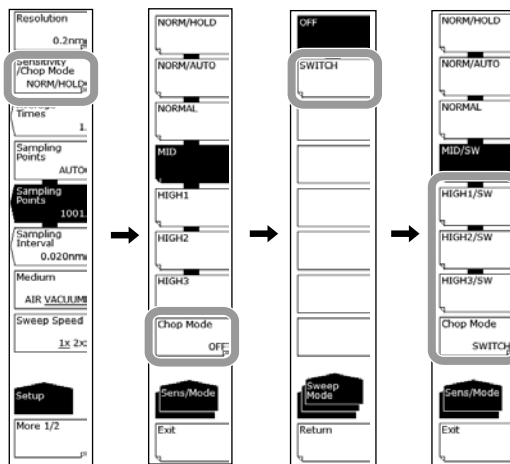 Resolution
0.2nm
Sensitivity
/Chop Mode
NORM/HOLD
Average
Times
1
Sampling
Points
AUTO
Sampling
Points
1001
Sampling
Interval
0.020nm
Medium
AIR VACUUM
Sweep Speed
1x 2x
Setup
More 1/2
NORM/HOLD
NORM/AUTO
NORMAL
MID
HIGH1
HIGH2
HIGH3
Chop Mode
OFF
Sens/Mode
Exit
OFF
SWITCH
Sweep
Mode
Return
NORM/HOLD
NORM/AUTO
NORMAL
MID/SW
HIGH1/SW
HIGH2/SW
HIGH3/SW
Chop Mode
SWITCH
Sens/Mode
Exit